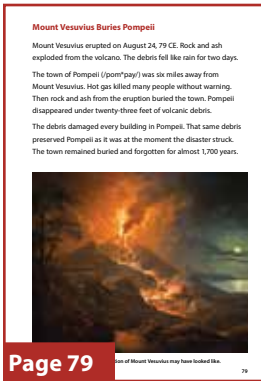 Mount Vesuvius Buries Pompeii
Mount Vesuvius erupted on August 24, 79 CE. Rock and ash
exploded from the volcano. The debris fell like rain for two days.
The town of Pompeii (/pom*pay/) was six miles away from
Mount Vesuvius. Hot gas killed many people without warning.
Then rock and ash from the eruption buried the town. Pompeii
disappeared under twenty-three feet of volcanic debris.
The debris damaged every building in Pompeii. That same debris
preserved Pompeii as it was at the moment the disaster struck.
The town remained buried and forgotten for almost 1,700 years.
tion of Mount Vesuvius may have looked like.
Page 79
79